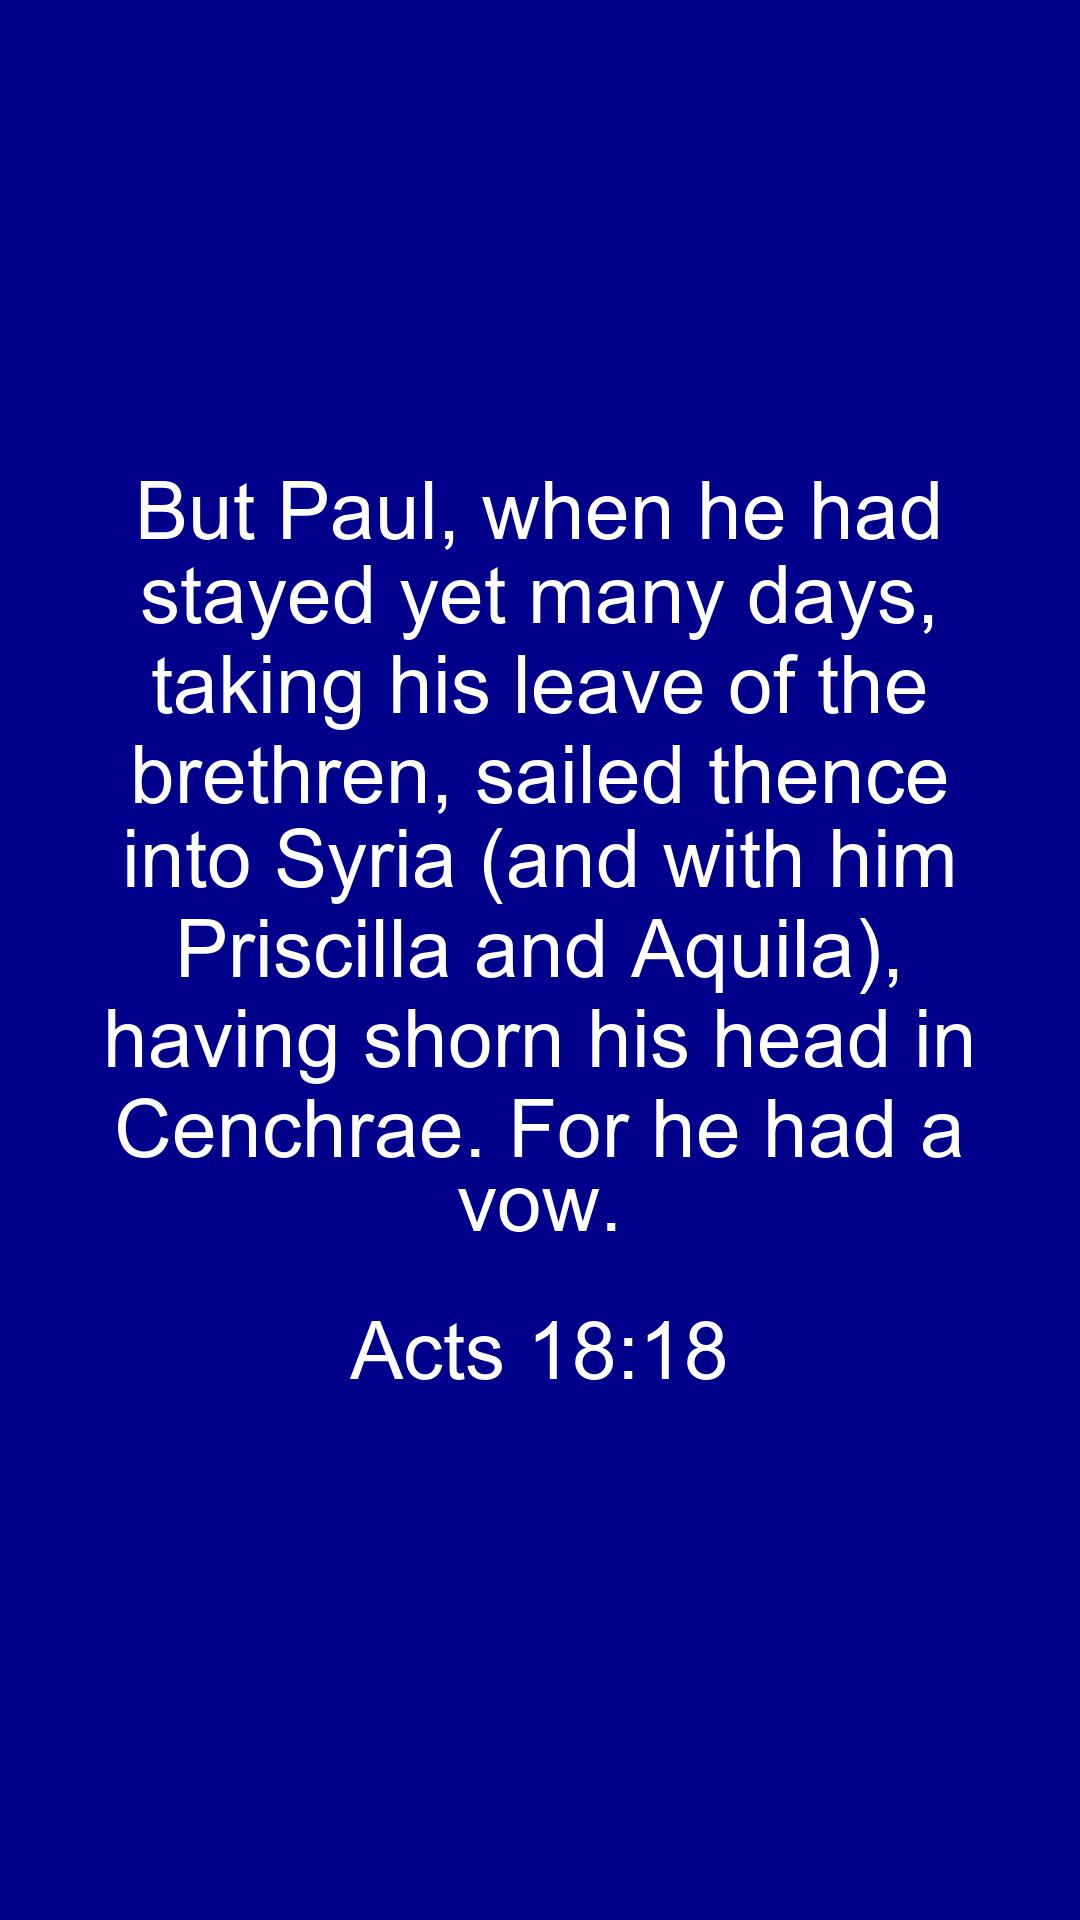 But Paul, when he had
stayed yet many days,
taking his leave of the
brethren, sailed thence
into Syria (and with him
Priscilla and Aquila),
having shorn his head in
Cenchrae. For he had a
vow.
Acts 18:18